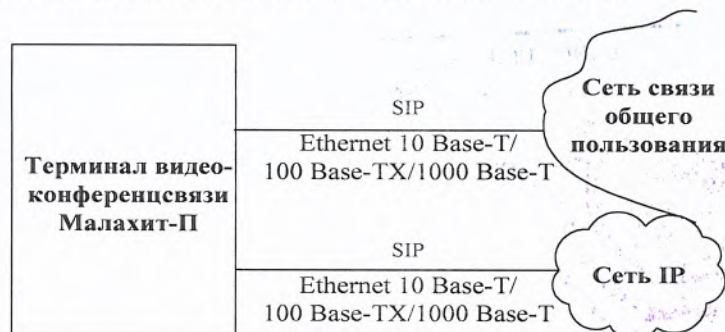 Терминал видео-
конференцсвязи
Малахит-П
SIP
Ethernet 10 Base-T/
100 Base-TX/1000 Base-T
Сеть связи
общего
пользования
SIP
Ethernet 10 Base-T/
100 Base-TX/1000 Base-T
Сеть IP